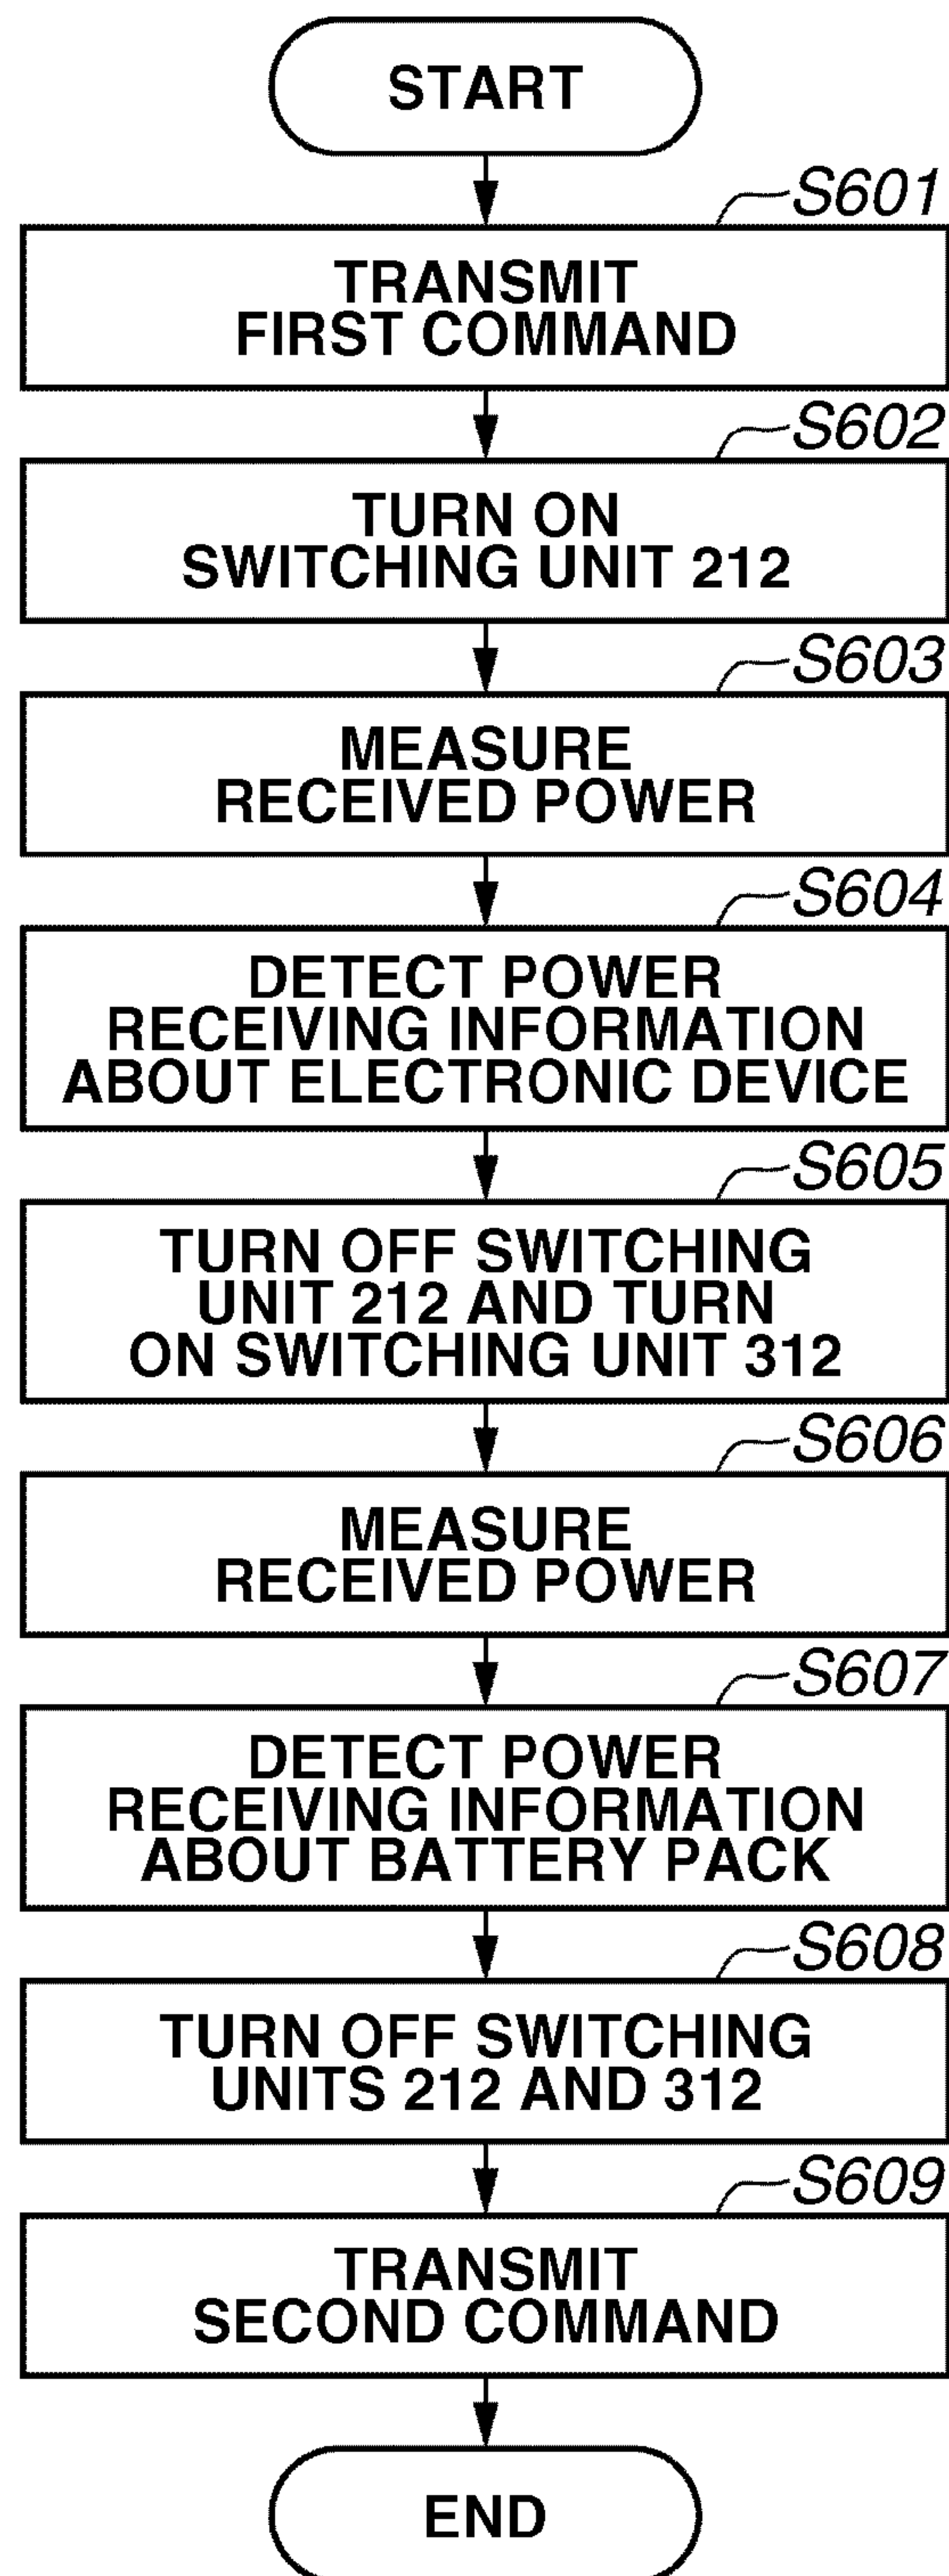 START
S601
TRANSMIT
FIRST COMMAND
S602
TURN ON
SWITCHING UNIT 212
S603
MEASURE
RECEIVED POWER
S604
DETECT POWER
RECEIVING INFORMATION
ABOUT ELECTRONIC DEVICE
S605
TURN OFF SWITCHING
UNIT 212 AND TURN
ON SWITCHING UNIT 312
S606
MEASURE
RECEIVED POWER
S607
DETECT POWER
RECEIVING INFORMATION
ABOUT BATTERY PACK
S608
TURN OFF SWITCHING
UNITS 212 AND 312
S609
TRANSMIT
SECOND COMMAND
END